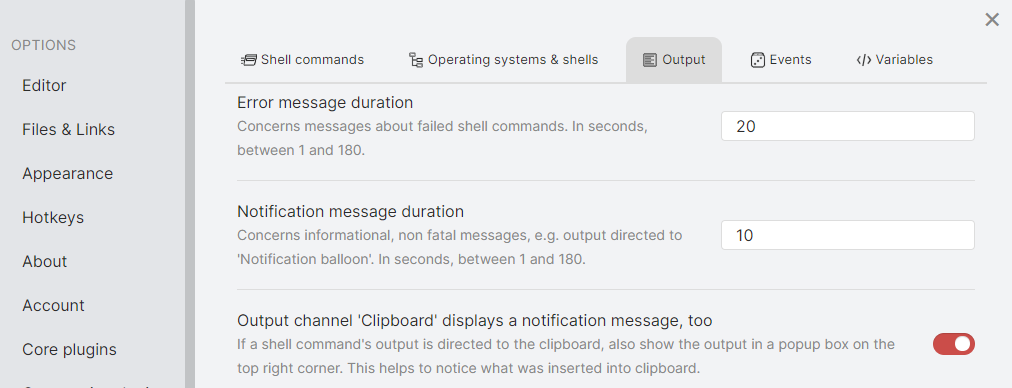 OPTIONS
Editor
Files & Links
Appearance
Hotkeys
About
Account
Core plugins
Shell commands
Operating systems & shells
Output
Events
Variables
Error message duration
Concerns messages about failed shell commands. In seconds,
between 1 and 180.
20
Notification message duration
Concerns informational, non fatal messages, e.g. output directed to
'Notification balloon'. In seconds, between 1 and 180.
10
Output channel 'Clipboard' displays a notification message, too
If a shell command's output is directed to the clipboard, also show the output in a popup box on the
top right corner. This helps to notice what was inserted into clipboard.